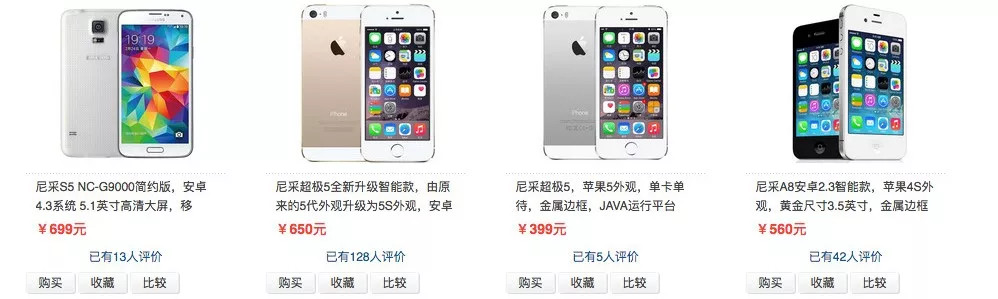 19:19
iPhone
iPhone
尼采S5 NC-G9000简约版，安卓
4.3系统 5.1英寸高清大屏，移
￥699元
已有13人评价
购买 收藏 比较
尼采超极5全新升级智能款，由原
来的5代外观升级为5S外观，安卓
￥650元
已有128人评价
购买 收藏 比较
尼采超极5，苹果5外观，单卡单
待，金属边框，JAVA运行平台
￥399元
已有5人评价
购买 收藏 比较
尼采A8安卓2.3智能款，苹果4S外
观，黄金尺寸3.5英寸，金属边框
￥560元
已有42人评价
购买 收藏 比较